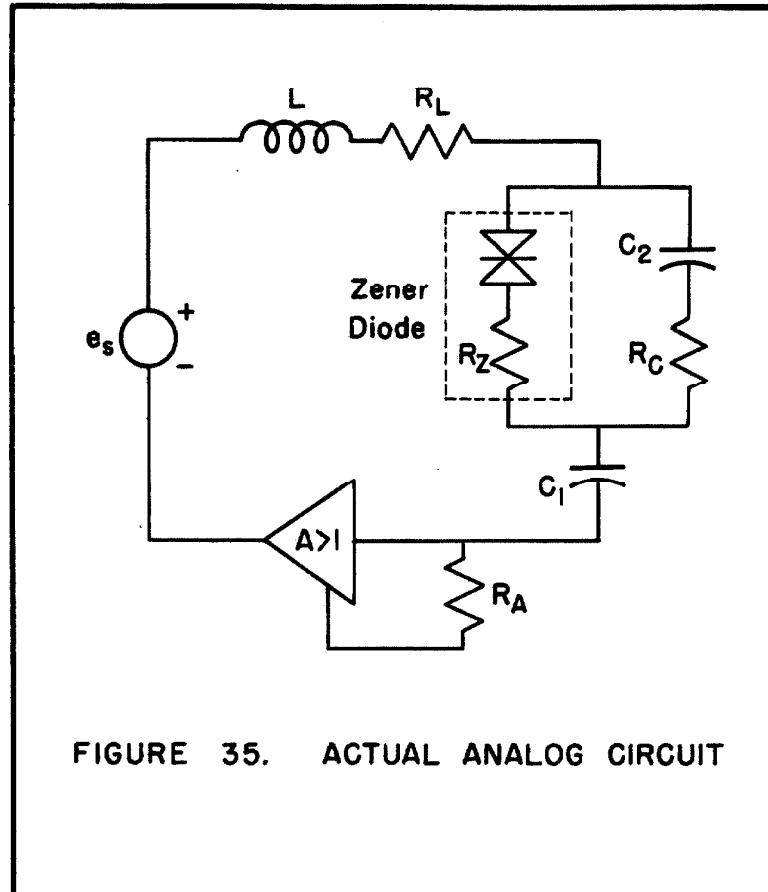 L
R_L
C_2
Zener
Diode
R_Z
R_C
+
e_s
-
C_1
A>1
R_A
FIGURE 35. ACTUAL ANALOG CIRCUIT